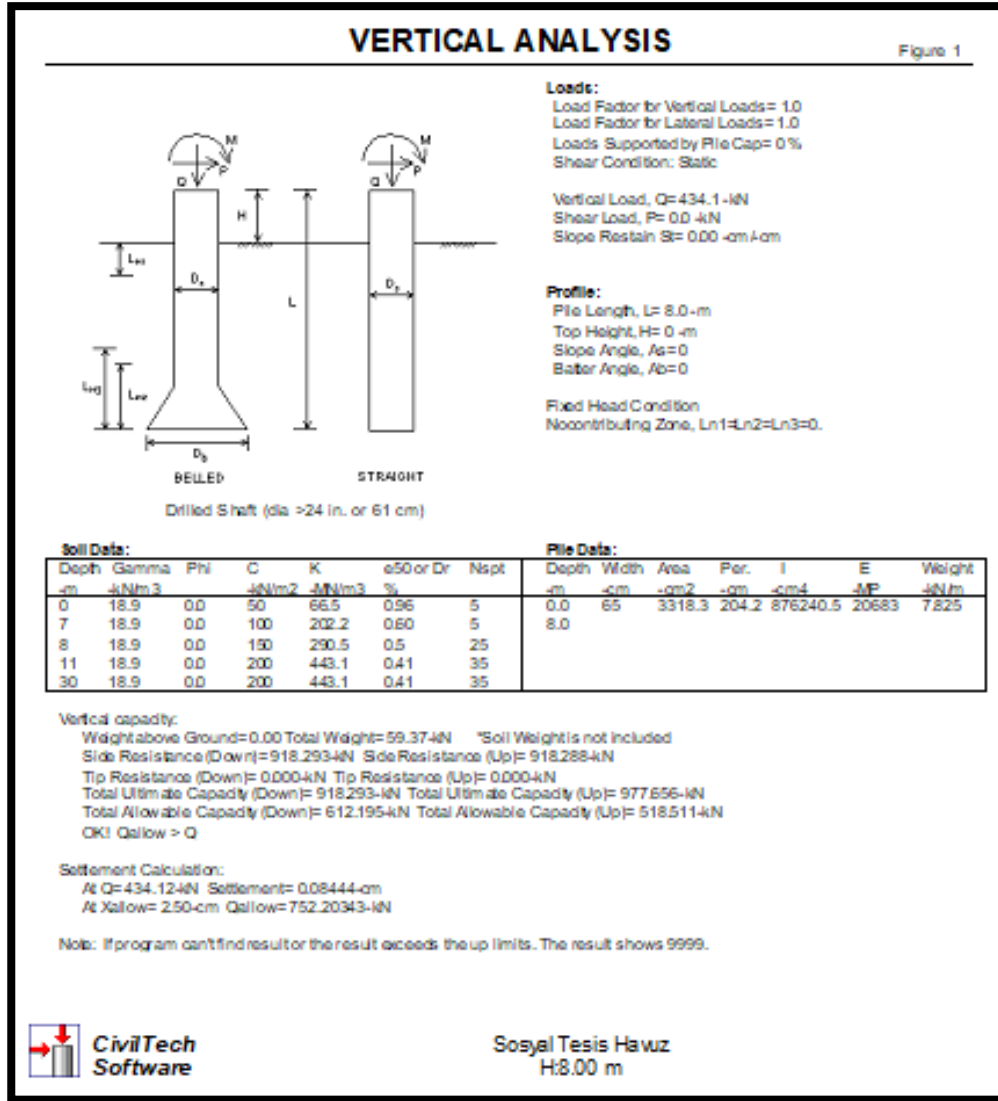 VERTICAL ANALYSIS
Figure 1
Loads:
Load Factor for Vertical Loads= 1.0
Load Factor for Lateral Loads= 1.0
Loads Supported by Pile Cap= 0 %
Shear Condition: Static
Vertical Load, Q= 434.1 -kN
Shear Load, P= 0.0 -kN
Slope Restain St= 0.00 -cm/-cm
Profile:
Pile Length, L= 8.0 -m
Top Height, H= 0 -m
Slope Angle, As= 0
Batter Angle, Ab= 0
Fixed Head Condition
Nocontributing Zone, Ln1=Ln2=Ln3=0.
M
P
Q
H
L
Db
BELLED
M
P
Q
STRAIGHT
Drilled Shaft (dia >24 in. or 61 cm)
Soil Data:
Depth Gamma Phi C K e50 or Dr Nspt
-m -kN/m3 -kN/m2 -MN/m3 %
0 18.9 0.0 50 66.5 0.96 5
7 18.9 0.0 100 202.2 0.60 5
8 18.9 0.0 150 290.5 0.5 25
11 18.9 0.0 200 443.1 0.41 35
30 18.9 0.0 200 443.1 0.41 35
Pile Data:
Depth Width Area Per. I E Weight
-m -cm -cm2 -cm -cm4 -MP -kN/m
0.0 65 3318.3 204.2 876240.5 20683 7.825
8.0
Vertical capacity:
Weight above Ground= 0.00 Total Weight= 59.37-kN *Soil Weight is not included
Side Resistance (Down)= 918.293-kN Side Resistance (Up)= 918.288-kN
Tip Resistance (Down)= 0.000-kN Tip Resistance (Up)= 0.000-kN
Total Ultimate Capacity (Down)= 918.293-kN Total Ultimate Capacity (Up)= 977.656-kN
Total Allowable Capacity (Down)= 612.195-kN Total Allowable Capacity (Up)= 518.511-kN
OK! Qallow > Q
Settlement Calculation:
At Q= 434.12-kN Settlement= 0.08444-cm
At Xallow= 2.50-cm Qallow= 752.20343-kN
Note: If program can't find result or the result exceeds the up limits. The result shows 9999.
CivilTech
Software
Sosyal Tesis Havuz
H:8.00 m